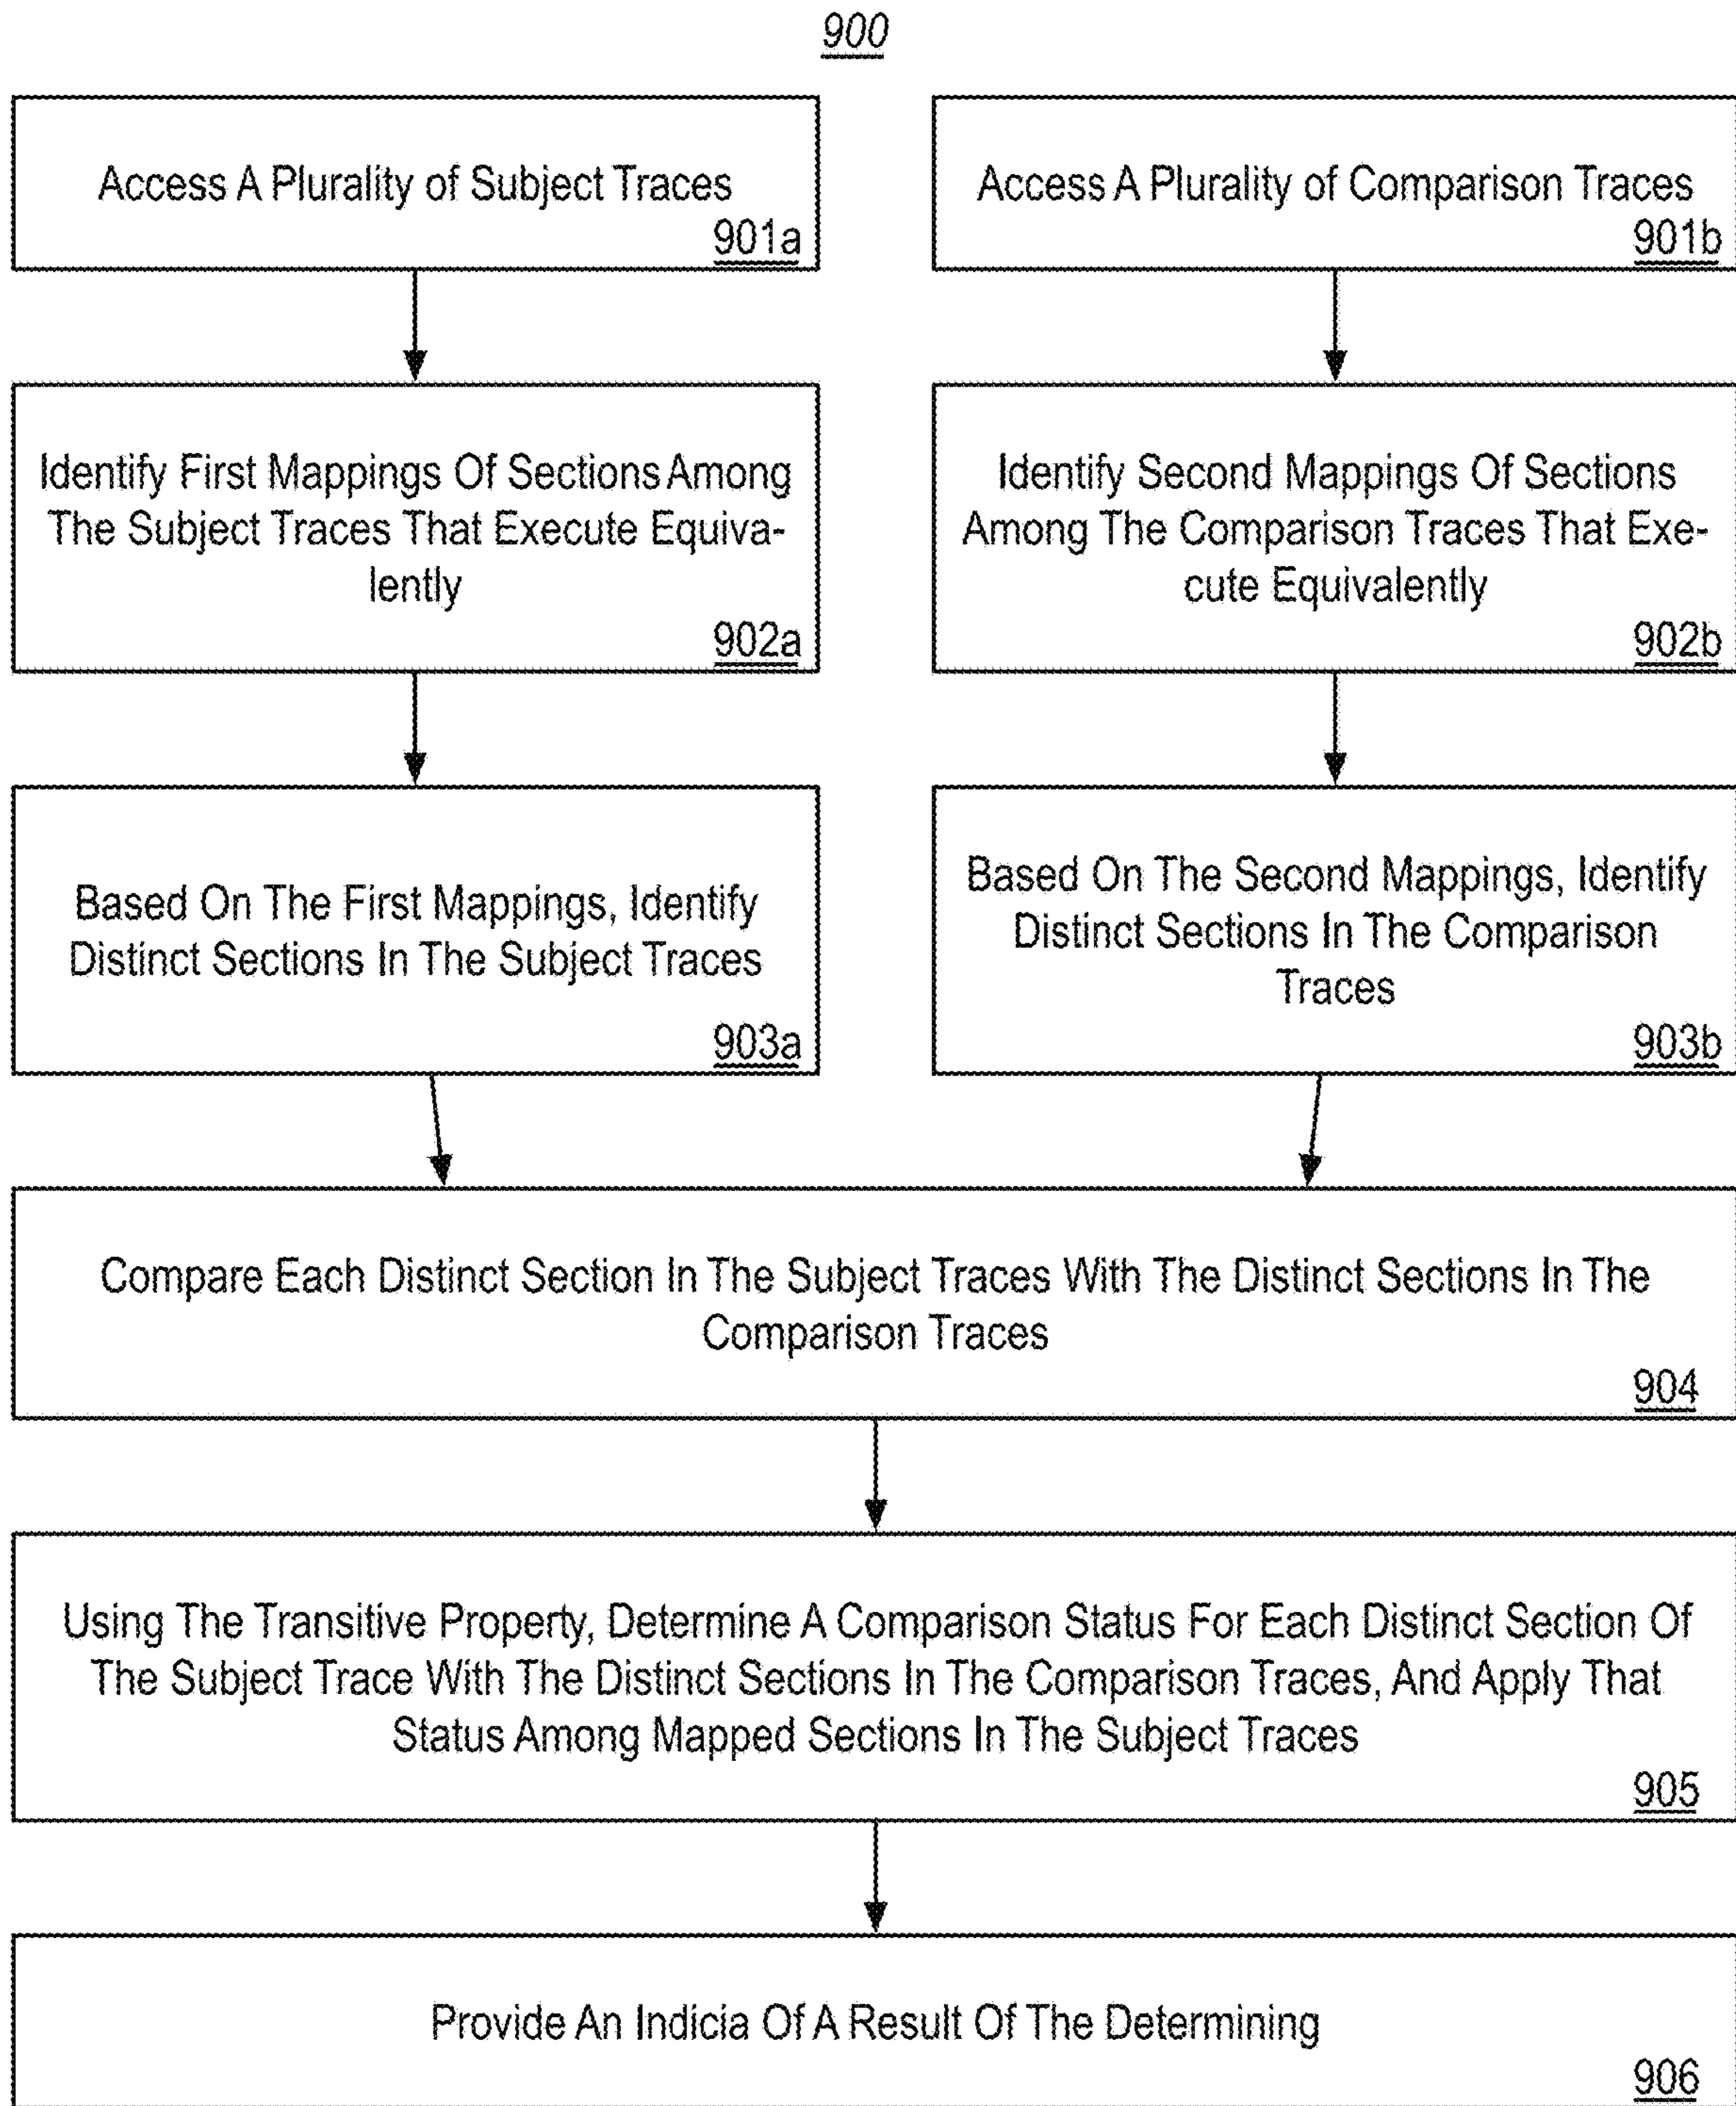 900
Access A Plurality of Subject Traces
901a
Access A Plurality of Comparison Traces
901b
Identify First Mappings Of Sections Among
The Subject Traces That Execute Equiva-
lently
902a
Identify Second Mappings Of Sections
Among The Comparison Traces That Exe-
cute Equivalently
902b
Based On The First Mappings, Identify
Distinct Sections In The Subject Traces
903a
Based On The Second Mappings, Identify
Distinct Sections In The Comparison
Traces
903b
Compare Each Distinct Section In The Subject Traces With The Distinct Sections In The
Comparison Traces
904
Using The Transitive Property, Determine A Comparison Status For Each Distinct Section Of
The Subject Trace With The Distinct Sections In The Comparison Traces, And Apply That
Status Among Mapped Sections In The Subject Traces
905
Provide An Indicia Of A Result Of The Determining
906